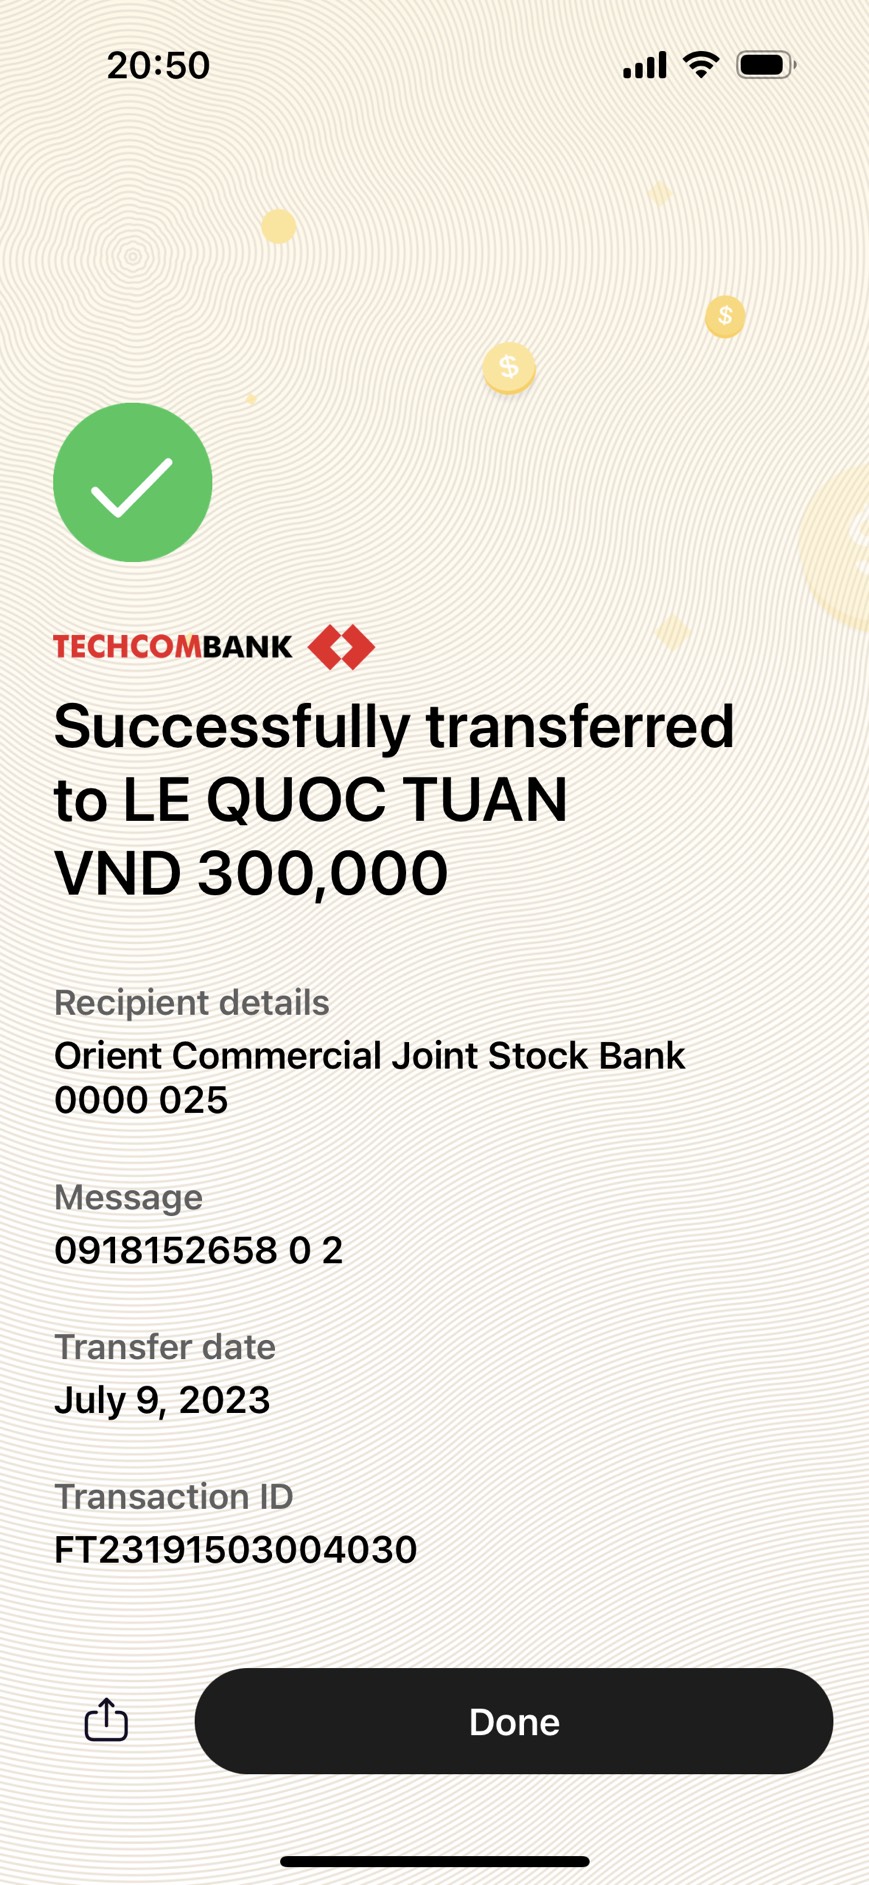 20:50
$
$
TECHCOMBANK
Successfully transferred
to LE QUOC TUAN
VND 300,000
Recipient details
Orient Commercial Joint Stock Bank
0000 025
Message
0918152658 0 2
Transfer date
July 9, 2023
Transaction ID
FT23191503004030
Done